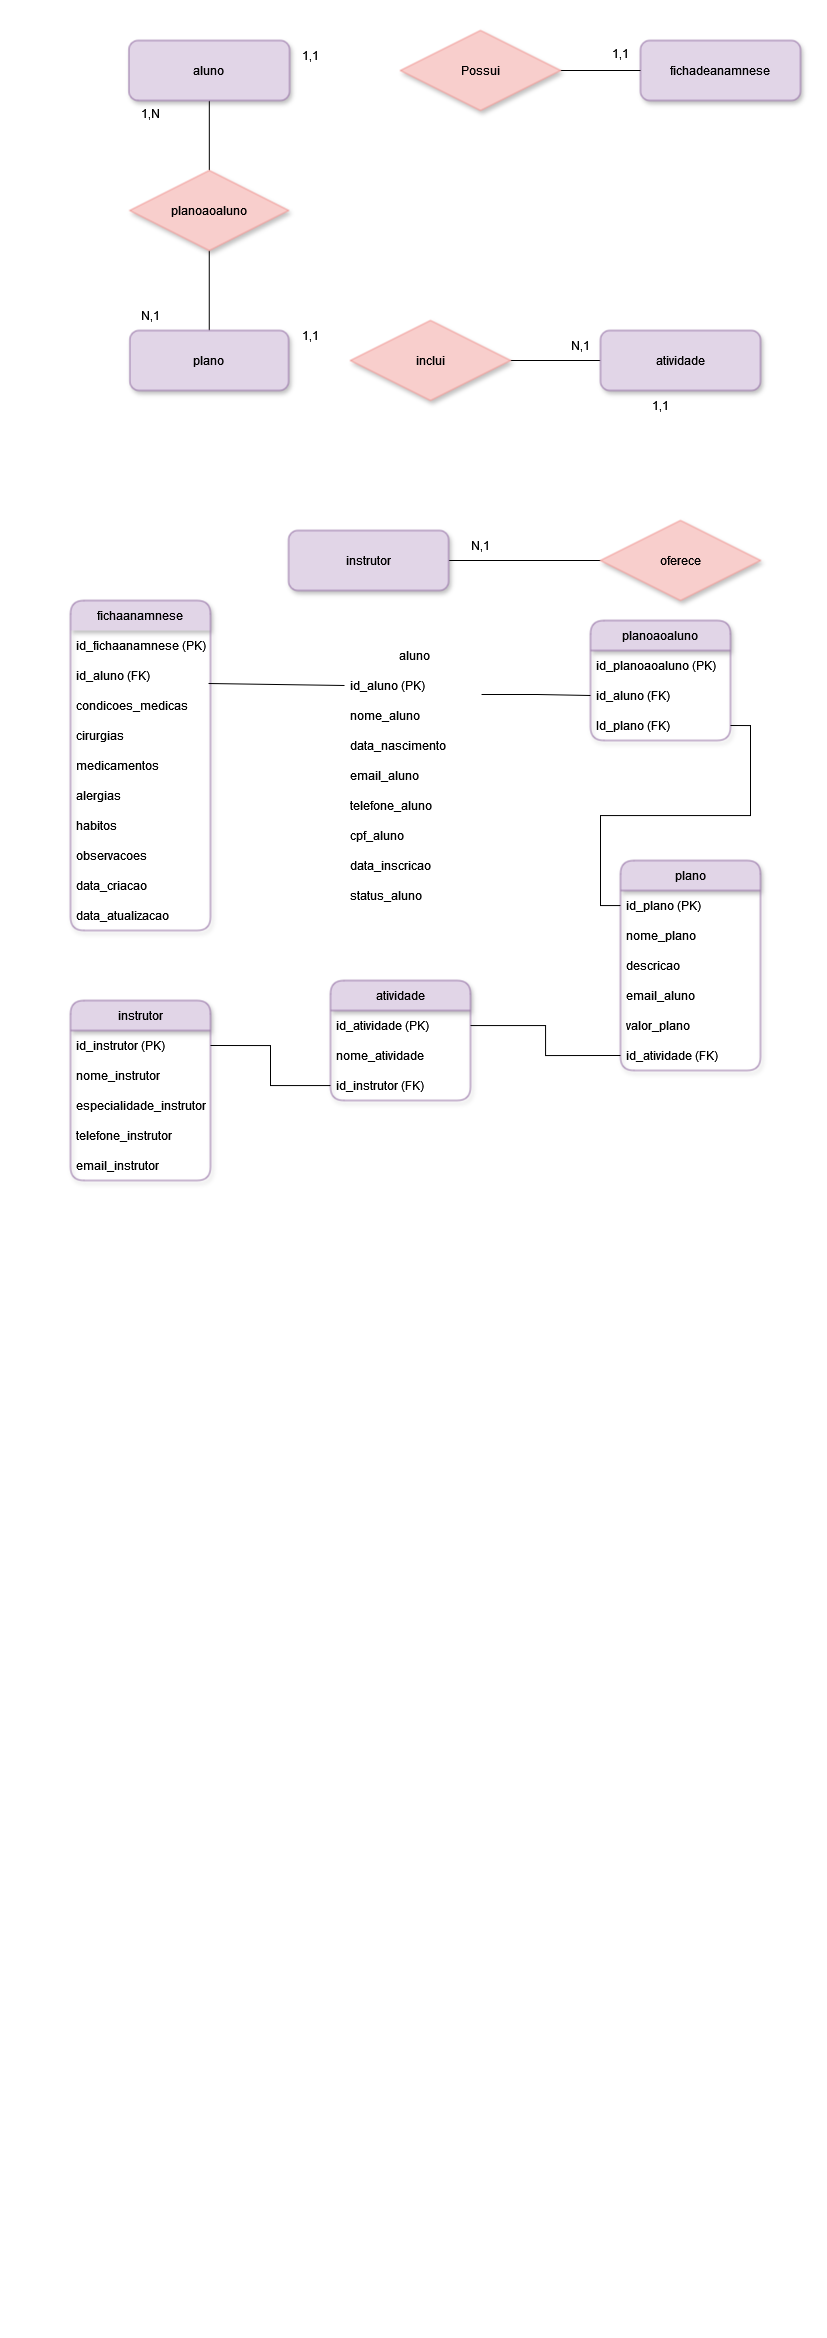 aluno
1,1
Possui
1,1
fichadeanamnese
1,N
planoaoaluno
N,1
plano
1,1
inclui
N,1
atividade
1,1
instrutor
N,1
oferece
fichaanamnese
id_fichaanamnese (PK)
id_aluno (FK)
condicoes_medicas
cirurgias
medicamentos
alergias
habitos
observacoes
data_criacao
data_atualizacao
aluno
id_aluno (PK)
nome_aluno
data_nascimento
email_aluno
telefone_aluno
cpf_aluno
data_inscricao
status_aluno
planoaoaluno
id_planoaoaluno (PK)
id_aluno (FK)
Id_plano (FK)
plano
id_plano (PK)
nome_plano
descricao
email_aluno
valor_plano
id_atividade (FK)
instrutor
id_instrutor (PK)
nome_instrutor
especialidade_instrutor
telefone_instrutor
email_instrutor
atividade
id_atividade (PK)
nome_atividade
id_instrutor (FK)